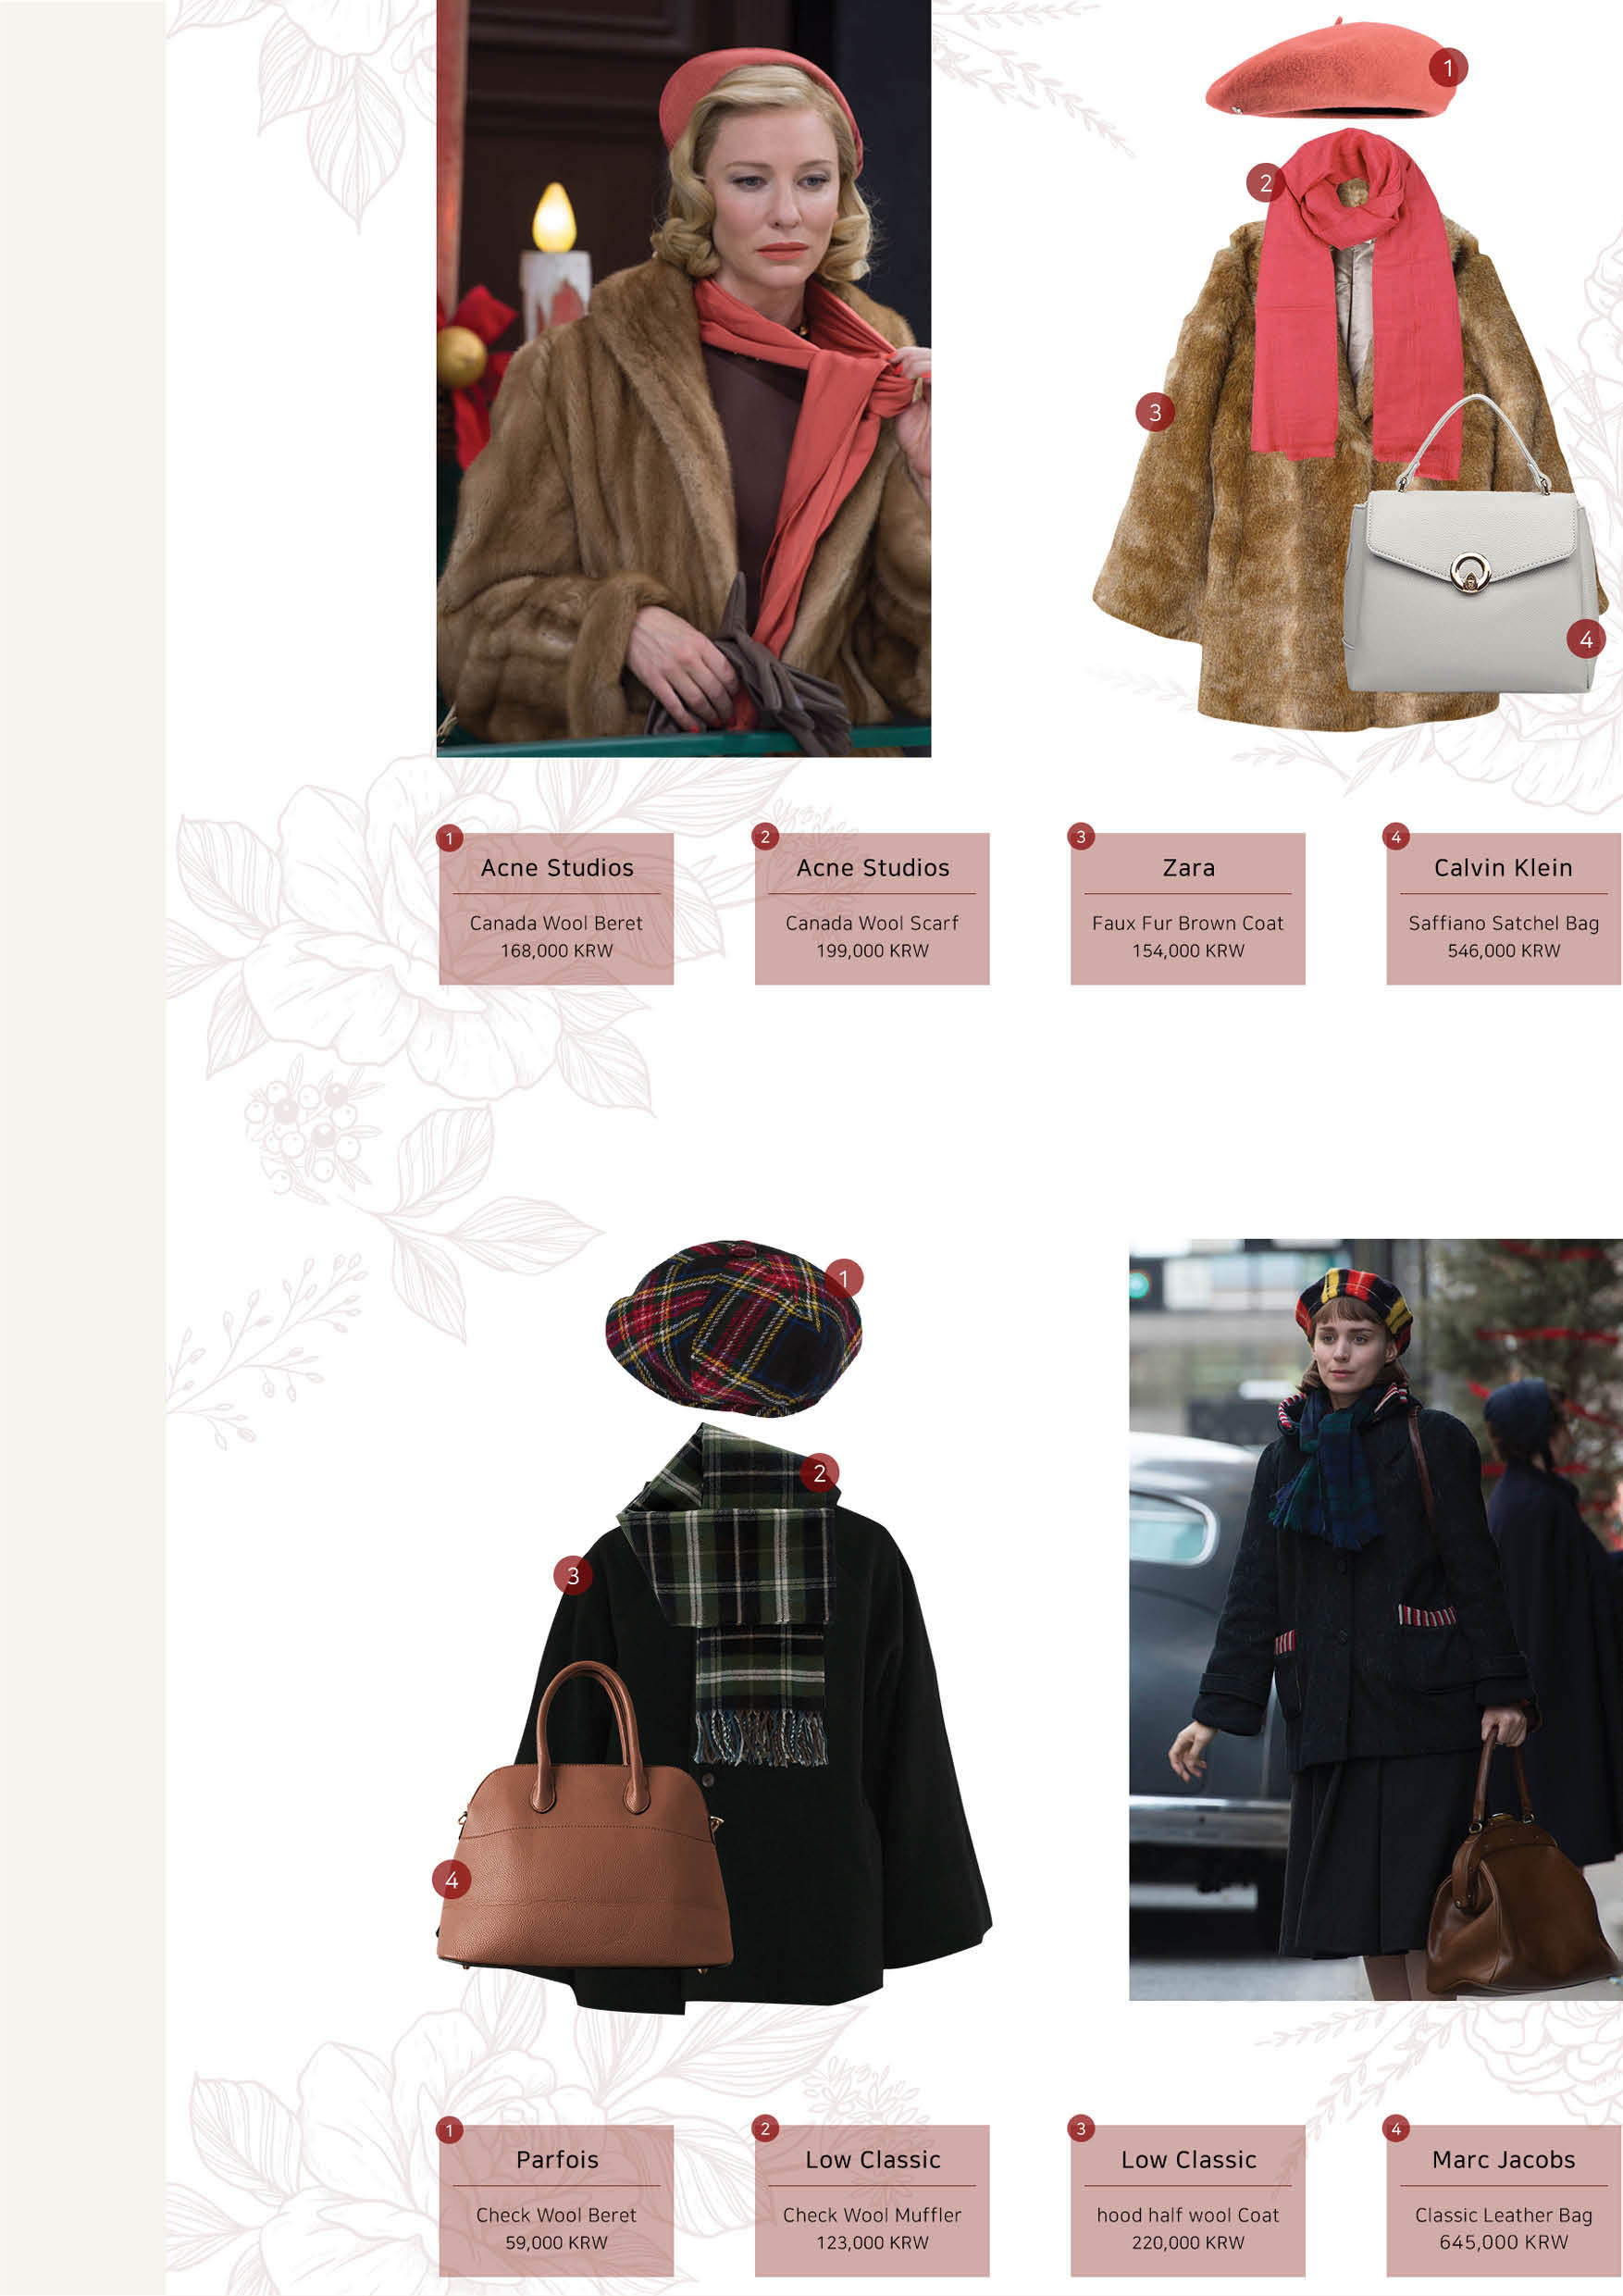 1
2
3
4
1
Acne Studios
Canada Wool Beret
168,000 KRW
2
Acne Studios
Canada Wool Scarf
199,000 KRW
3
Zara
Faux Fur Brown Coat
154,000 KRW
4
Calvin Klein
Saffiano Satchel Bag
546,000 KRW
1
2
3
4
1
Parfois
Check Wool Beret
59,000 KRW
2
Low Classic
Check Wool Muffler
123,000 KRW
3
Low Classic
hood half wool Coat
220,000 KRW
4
Marc Jacobs
Classic Leather Bag
645,000 KRW